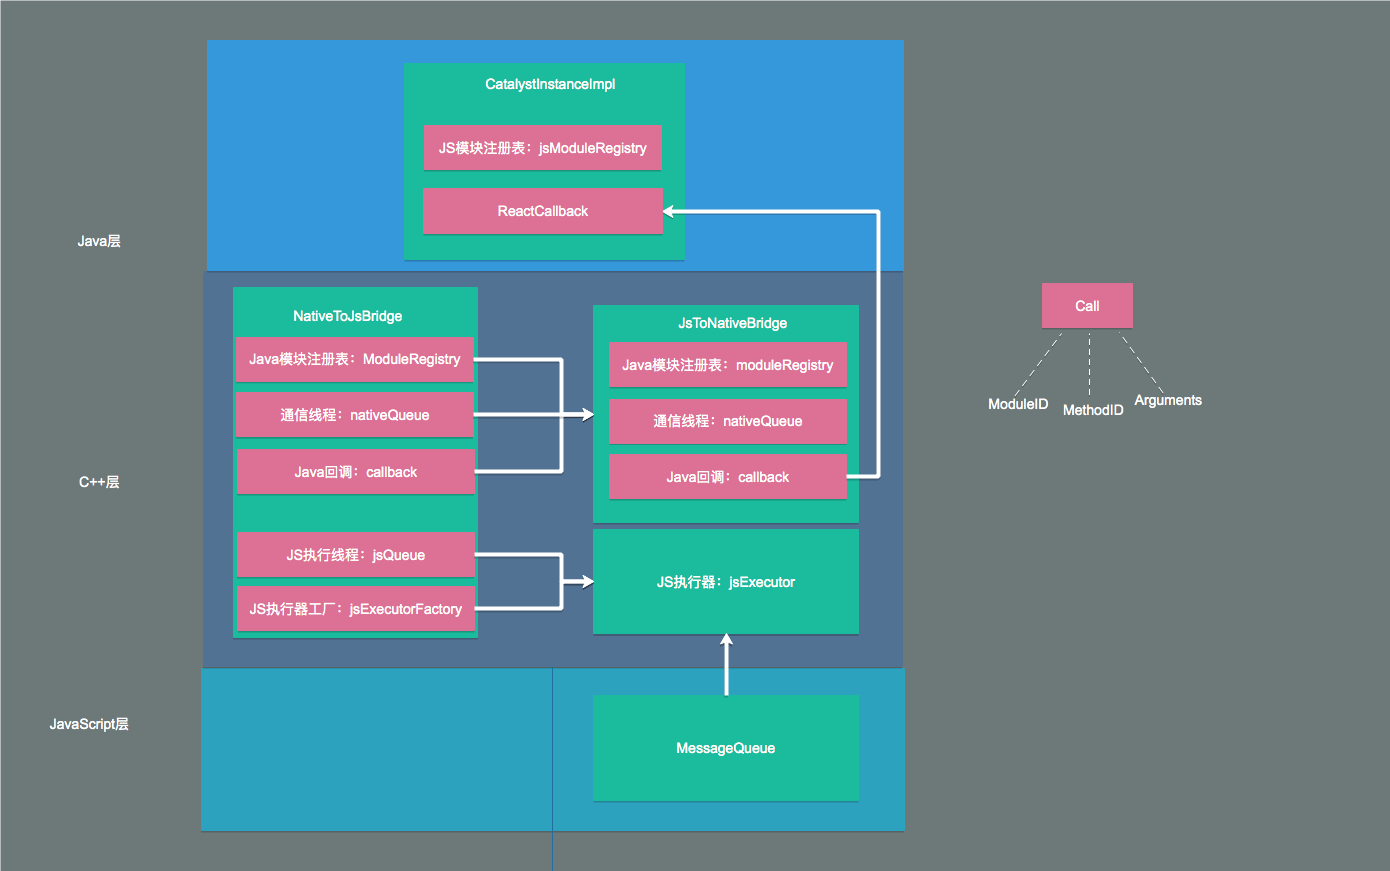 CatalystInstanceImpl
JS模块注册表：jsModuleRegistry
ReactCallback
Java层
NativeToJsBridge
Java模块注册表：ModuleRegistry
通信线程：nativeQueue
Java回调：callback
JS执行线程：jsQueue
JS执行器工厂：jsExecutorFactory
JsToNativeBridge
Java模块注册表：moduleRegistry
通信线程：nativeQueue
Java回调：callback
JS执行器：jsExecutor
C++层
JavaScript层
MessageQueue
Call
ModuleID
MethodID
Arguments